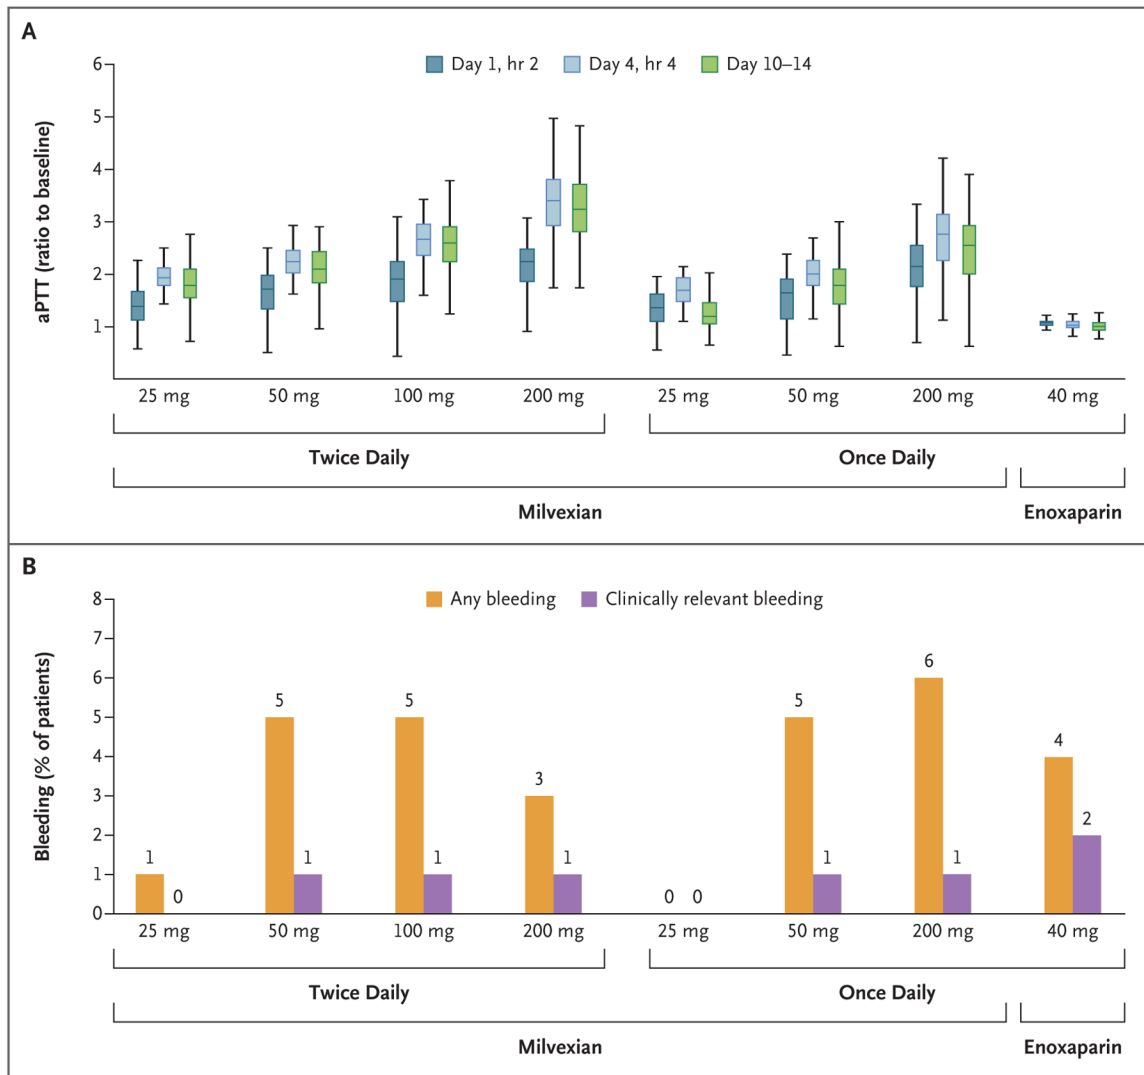 A
Day 1, hr 2 Day 4, hr 4 Day 10–14
aPTT (ratio to baseline)
6
5
4
3
2
1
25 mg 50 mg 100 mg 200 mg 25 mg 50 mg 200 mg 40 mg
Twice Daily Once Daily
Milvexian Enoxaparin
B
Any bleeding Clinically relevant bleeding
Bleeding (% of patients)
8
7
6
5
4
3
2
1
0
1 0 5 1 5 1 3 1 0 0 5 1 6 1 4 2
25 mg 50 mg 100 mg 200 mg 25 mg 50 mg 200 mg 40 mg
Twice Daily Once Daily
Milvexian Enoxaparin